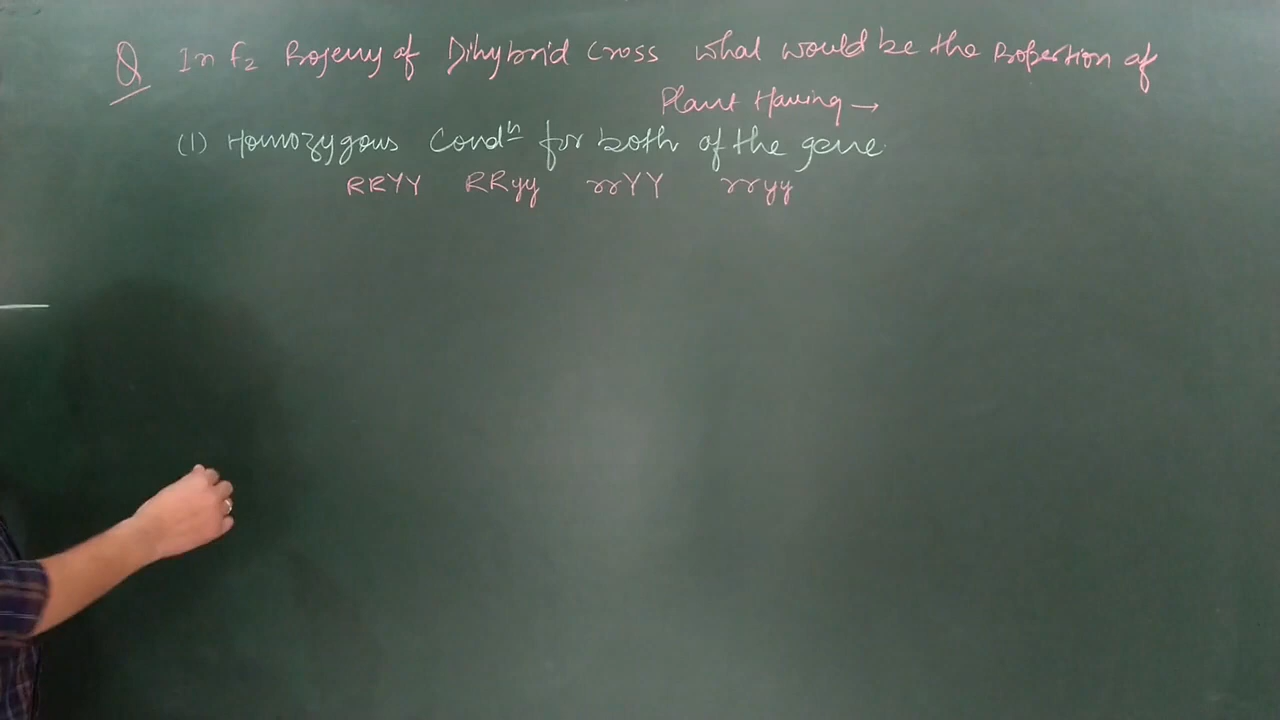 Q In F2 Progeny of Dihybrid Cross what would be the Proportion of
Plant Having →
(1) Homozygous Condⁿ for both of the gene.
RRYY RRyy rrYY rryy